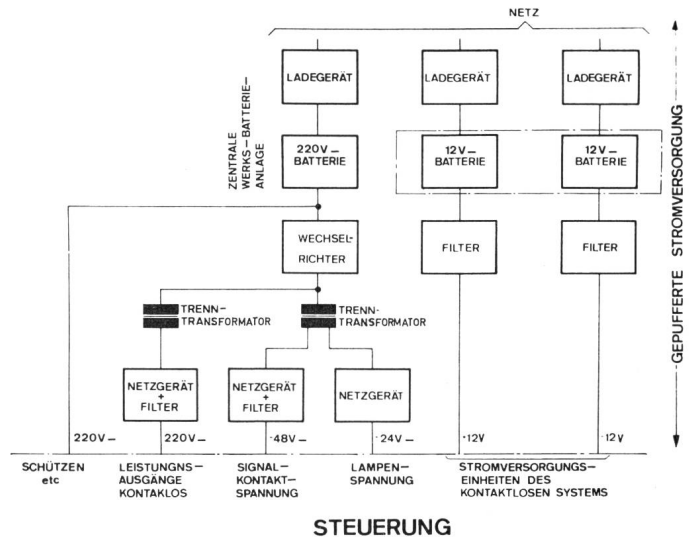 NETZ
LADEGERÄT
LADEGERÄT
LADEGERÄT
ZENTRALE
WERKS–BATTERIE–
ANLAGE
220V–
BATTERIE
12V–
BATTERIE
12V–
BATTERIE
WECHSEL–
RICHTER
FILTER
FILTER
TRENN–
TRANSFORMATOR
TRENN–
TRANSFORMATOR
GEPUFFERTE STROMVERSORGUNG
NETZGERÄT
+
FILTER
NETZGERÄT
+
FILTER
NETZGERÄT
220V–
220V–
48V–
24V–
12V
12V
SCHÜTZEN
etc
LEISTUNGNS–
AUSGÄNGE
KONTAKLOS
SIGNAL–
KONTAKT–
SPANNUNG
LAMPEN–
SPANNUNG
STROMVERSORGUNGS–
EINHEITEN DES
KONTAKTLOSEN SYSTEMS
STEUERUNG